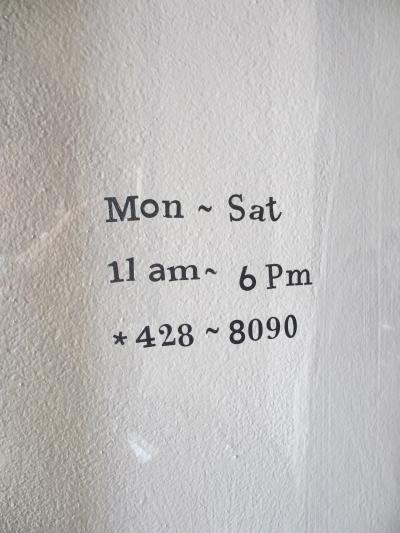 Mon ~ Sat
11 am ~ 6 Pm
* 428 ~ 8090